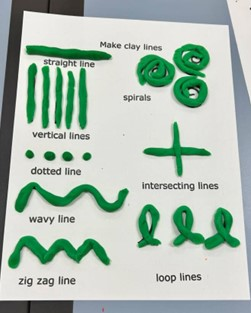 Make clay lines
straight line
spirals
vertical lines
dotted line
intersecting lines
wavy line
zig zag line
loop lines